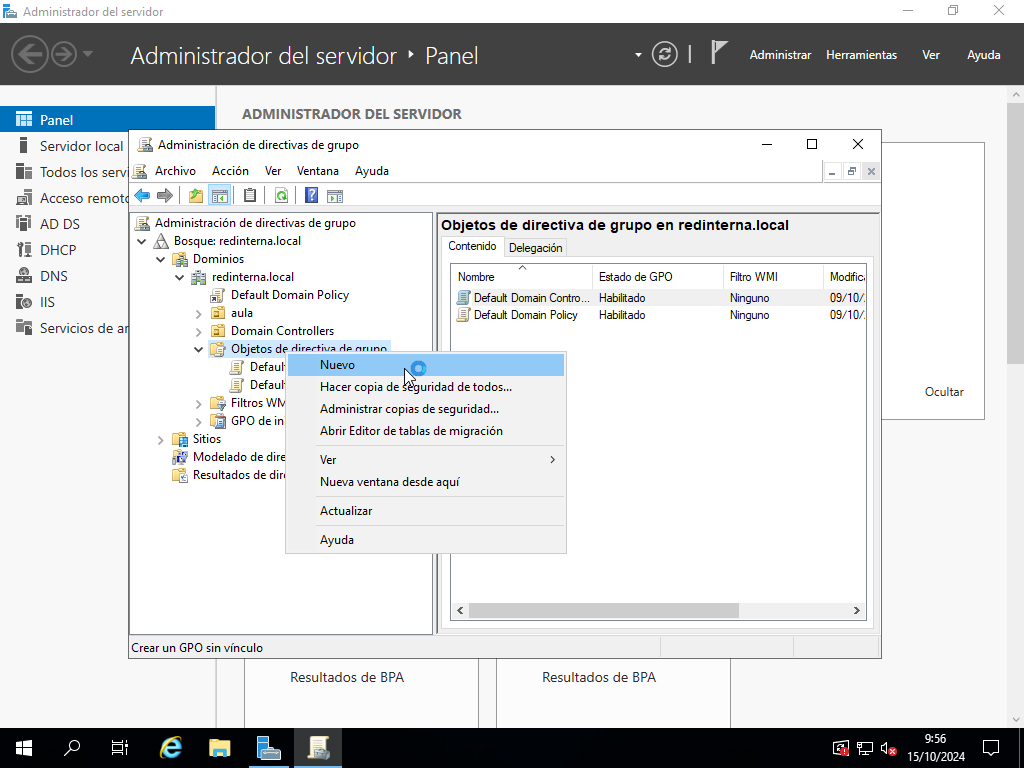 Administrador del servidor
Administrador del servidor
Panel
Administrar
Herramientas
Ver
Ayuda
Panel
Servidor local
Todos los servi
Acceso remoto
AD DS
DHCP
DNS
IIS
Servicios de ar
ADMINISTRADOR DEL SERVIDOR
Administración de directivas de grupo
Archivo Acción Ver Ventana Ayuda
Administración de directivas de grupo
Bosque: redinterna.local
Dominios
redinterna.local
Default Domain Policy
aula
Domain Controllers
Objetos de directiva de grupo
Defaul
Defaul
Filtros WM
GPO de in
Sitios
Modelado de dire
Resultados de dire
Objetos de directiva de grupo en redinterna.local
Contenido Delegación
Nombre Estado de GPO Filtro WMI Modific
Default Domain Contro... Habilitado Ninguno 09/10/
Default Domain Policy Habilitado Ninguno 09/10/
Nuevo
Hacer copia de seguridad de todos...
Administrar copias de seguridad...
Abrir Editor de tablas de migración
Ver
Nueva ventana desde aquí
Actualizar
Ayuda
Crear un GPO sin vínculo
Ocultar
Resultados de BPA
Resultados de BPA
9:56
15/10/2024